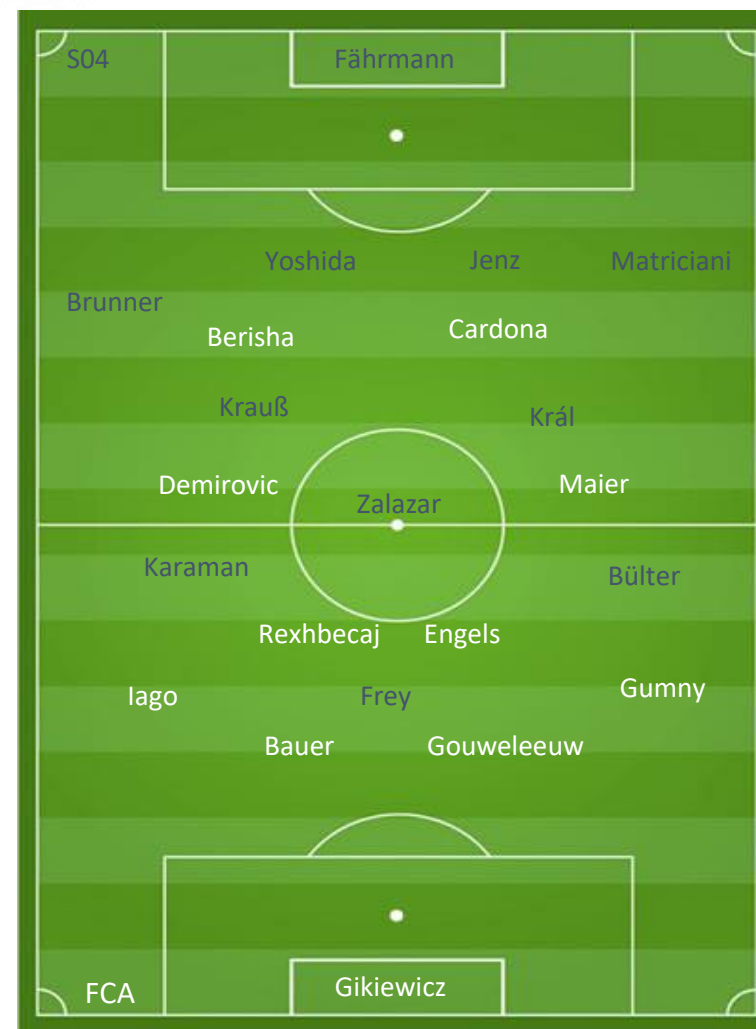 S04 Fährmann
Yoshida Jenz Matriciani
Brunner
Berisha Cardona
Krauß Král
Demirovic Maier
Zalazar
Karaman Bülter
Rexhbecaj Engels
Iago Frey Gumny
Bauer Gouweleeuw
FCA Gikiewicz